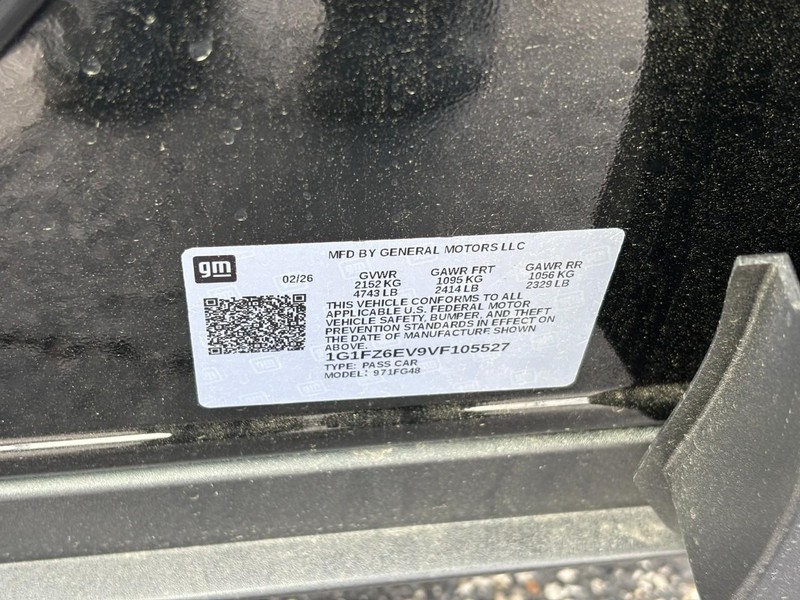 MFD BY GENERAL MOTORS LLC
gm
02/26
GVWR GAWR FRT GAWR RR
2152 KG 1095 KG 1056 KG
4743 LB 2414 LB 2329 LB
THIS VEHICLE CONFORMS TO ALL
APPLICABLE U.S. FEDERAL MOTOR
VEHICLE SAFETY, BUMPER, AND THEFT
PREVENTION STANDARDS IN EFFECT ON
THE DATE OF MANUFACTURE SHOWN
ABOVE.
1G1FZ6EV9VF105527
TYPE: PASS CAR
MODEL: 971FG48